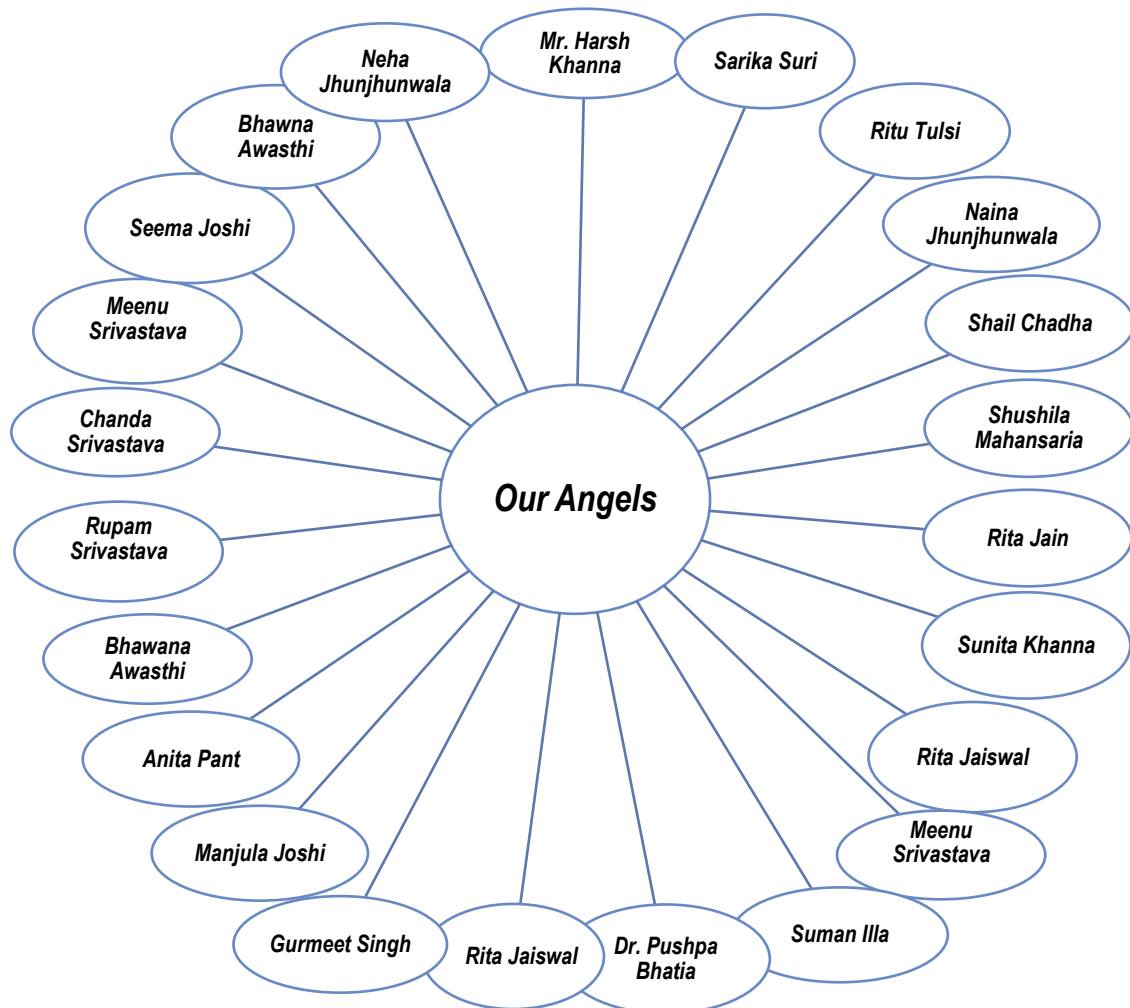 Mr. Harsh
Khanna
Sarika Suri
Ritu Tulsi
Naina
Jhunjhunwala
Shail Chadha
Shushila
Mahansaria
Rita Jain
Sunita Khanna
Rita Jaiswal
Meenu
Srivastava
Suman Illa
Dr. Pushpa
Bhatia
Rita Jaiswal
Gurmeet Singh
Manjula Joshi
Anita Pant
Bhawana
Awasthi
Rupam
Srivastava
Chanda
Srivastava
Meenu
Srivastava
Seema Joshi
Bhawna
Awasthi
Neha
Jhunjhunwala
Our Angels